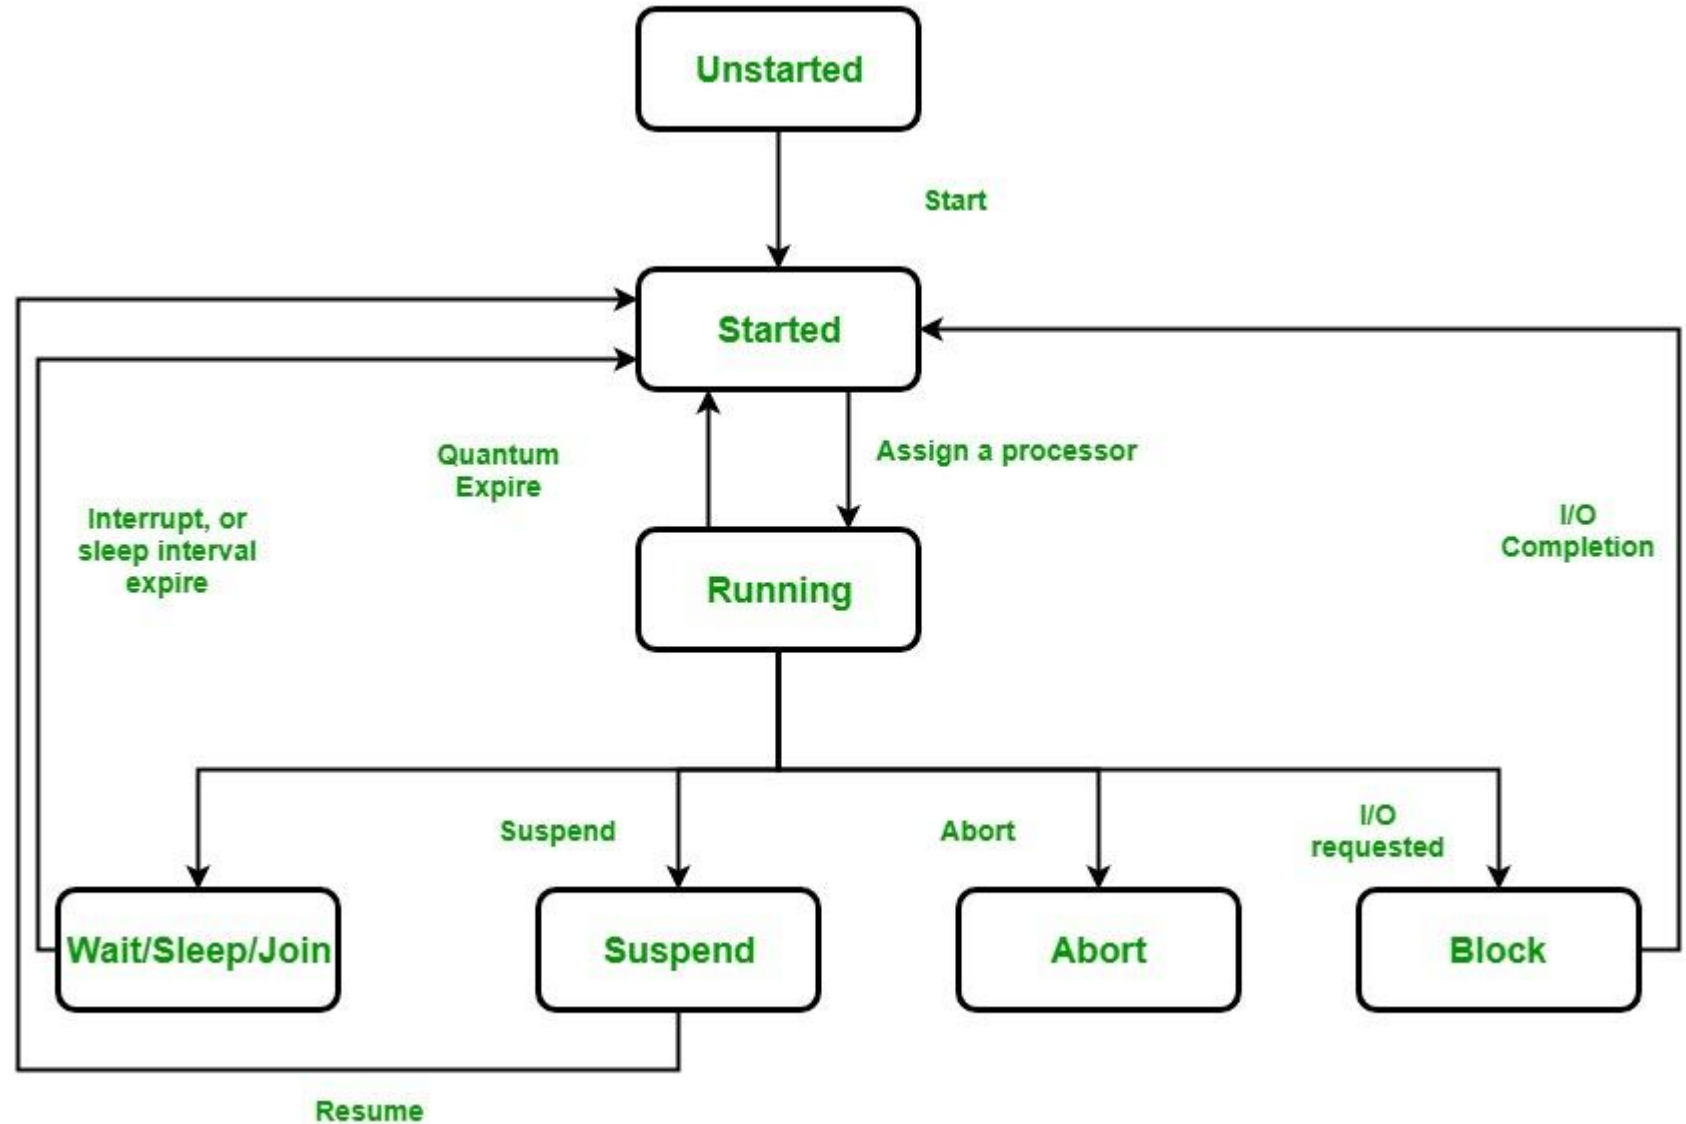 Unstarted
Start
Started
Quantum
Expire
Assign a processor
Interrupt, or
sleep interval
expire
I/O
Completion
Running
Suspend
Abort
I/O
requested
Wait/Sleep/Join
Suspend
Abort
Block
Resume